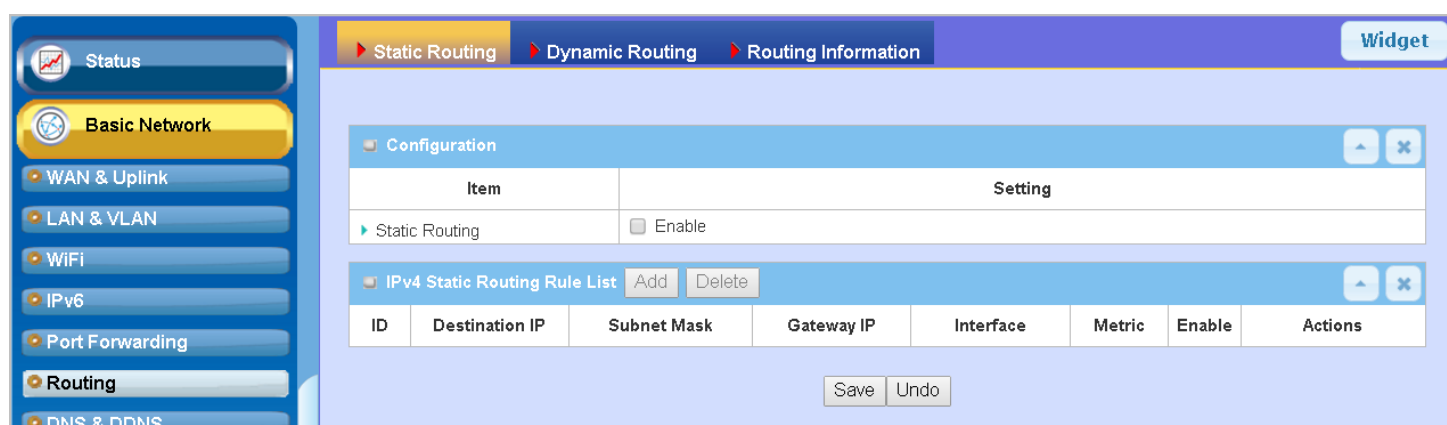 Status
Basic Network
WAN & Uplink
LAN & VLAN
WiFi
IPv6
Port Forwarding
Routing
DNS & DDNS
Static Routing Dynamic Routing Routing Information
Widget
Configuration
Item Setting
Static Routing Enable
IPv4 Static Routing Rule List Add Delete
ID Destination IP Subnet Mask Gateway IP Interface Metric Enable Actions
Save Undo